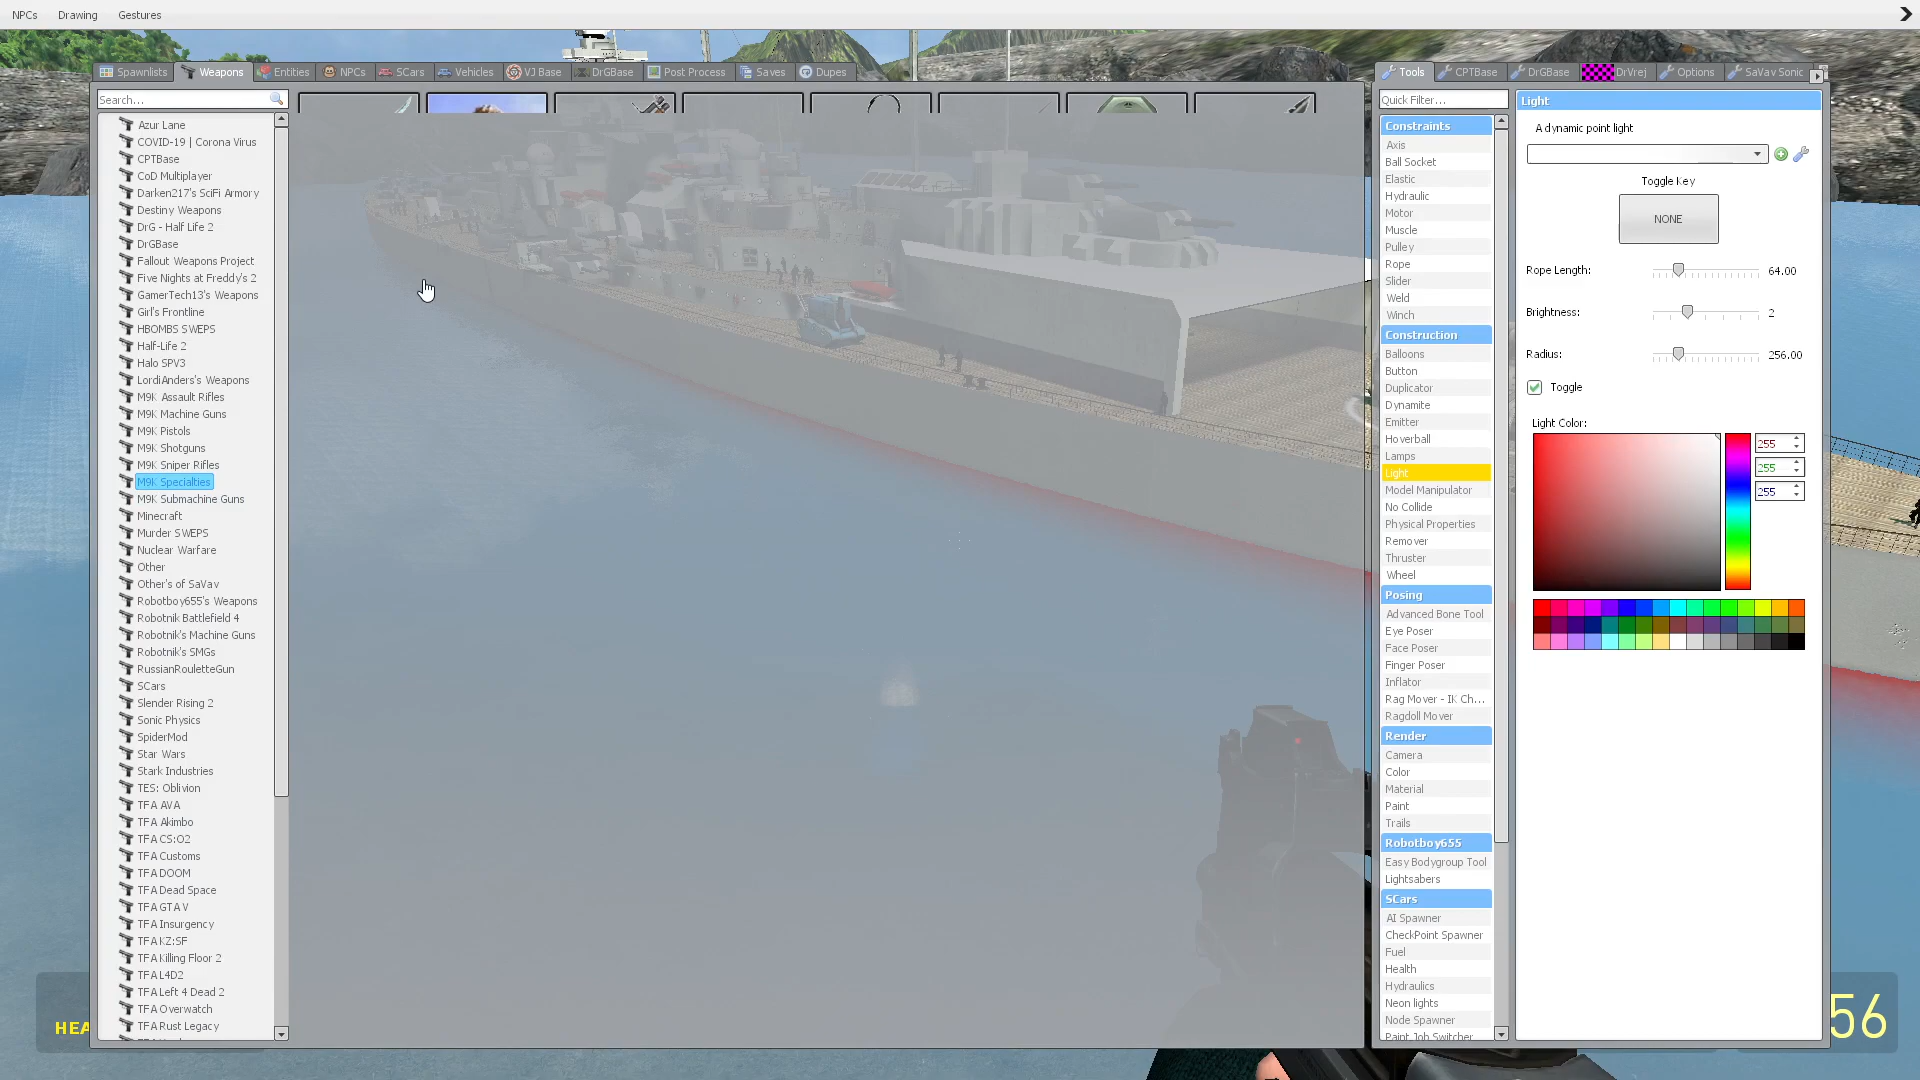 NPCs Drawing Gestures
Spawnlists Weapons Entities NPCs SCars Vehicles VJ Base DrGBase Post Process Saves Dupes
Search...
Azur Lane
COVID-19 | Corona Virus
CPTBase
CoD Multiplayer
Darken217's SciFi Armory
Destiny Weapons
DrG - Half Life 2
DrGBase
Fallout Weapons Project
Five Nights at Freddy's 2
GamerTech13's Weapons
Girl's Frontline
HBOMBS SWEPS
Half-Life 2
Halo SPV3
LordiAnders's Weapons
M9K Assault Rifles
M9K Machine Guns
M9K Pistols
M9K Shotguns
M9K Sniper Rifles
M9K Specialties
M9K Submachine Guns
Minecraft
Murder SWEPS
Nuclear Warfare
Other
Other's of SaVav
Robotboy655's Weapons
Robotnik Battlefield 4
Robotnik's Machine Guns
Robotnik's SMGs
RussianRouletteGun
SCars
Slender Rising 2
Sonic Physics
SpiderMod
Star Wars
Stark Industries
TES: Oblivion
TFA AVA
TFA Akimbo
TFA CS:O2
TFA Customs
TFA DOOM
TFA Dead Space
TFA GTA V
TFA Insurgency
TFA KZ:SF
TFA Killing Floor 2
TFA L4D2
TFA Left 4 Dead 2
TFA Overwatch
TFA Rust Legacy
HEA
Tools CPTBase DrGBase DrVrej Options SaVav Sonic
Quick Filter...
Constraints
Axis
Ball Socket
Elastic
Hydraulic
Motor
Muscle
Pulley
Rope
Slider
Weld
Winch
Construction
Balloons
Button
Duplicator
Dynamite
Emitter
Hoverball
Lamps
Light
Model Manipulator
No Collide
Physical Properties
Remover
Thruster
Wheel
Posing
Advanced Bone Tool
Eye Poser
Face Poser
Finger Poser
Inflator
Rag Mover - IK Ch...
Ragdoll Mover
Render
Camera
Color
Material
Paint
Trails
Robotboy655
Easy Bodygroup Tool
Lightsabers
SCars
AI Spawner
CheckPoint Spawner
Fuel
Health
Hydraulics
Neon lights
Node Spawner
Paint Job Switcher
Light
A dynamic point light
Toggle Key
NONE
Rope Length: 64.00
Brightness: 2
Radius: 256.00
Toggle
Light Color:
255
255
255
56